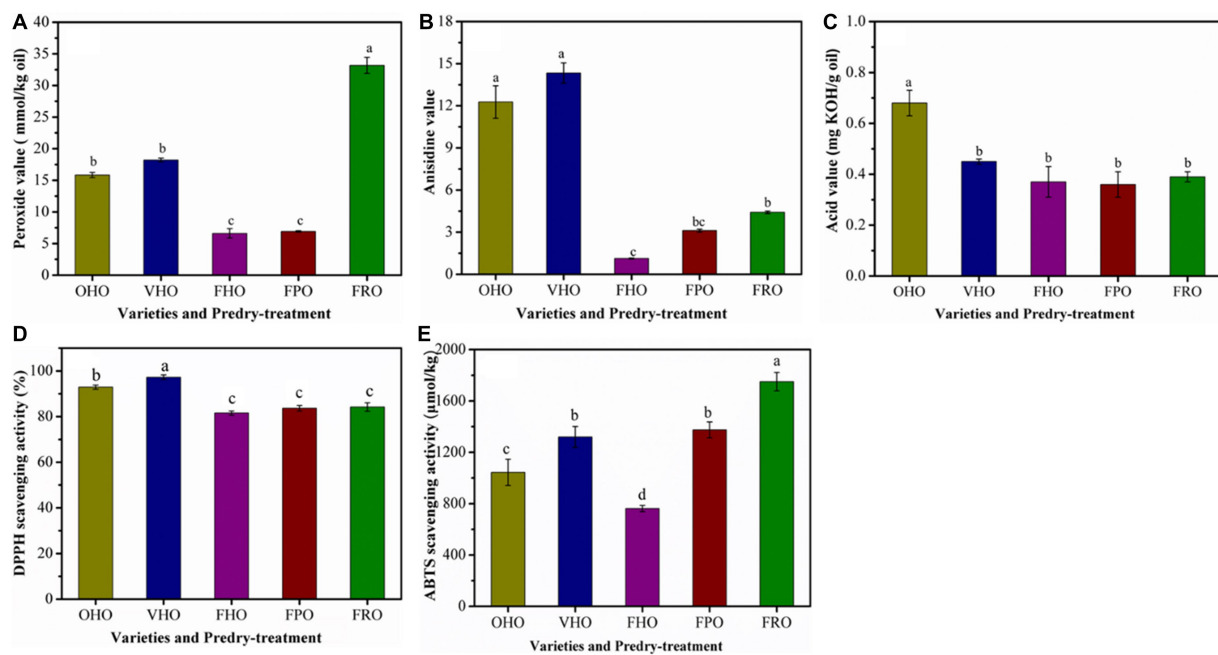 A
Peroxide value ( mmol/kg oil)
40
35
30
25
20
15
10
5
0
b
b
c
c
a
OHO VHO FHO FPO FRO
Varieties and Predry-treatment
B
Anisidine value
18
15
12
9
6
3
0
a
a
c
bc
b
OHO VHO FHO FPO FRO
Varieties and Predry-treatment
C
Acid value (mg KOH/g oil)
1.0
0.8
0.6
0.4
0.2
0.0
a
b
b
b
b
OHO VHO FHO FPO FRO
Varieties and Predry-treatment
D
DPPH scavenging activity (%)
100
80
60
40
20
0
b
a
c
c
c
OHO VHO FHO FPO FRO
Varieties and Predry-treatment
E
ABTS scavenging activity (μmol/kg)
2000
1600
1200
800
400
0
c
b
d
b
a
OHO VHO FHO FPO FRO
Varieties and Predry-treatment